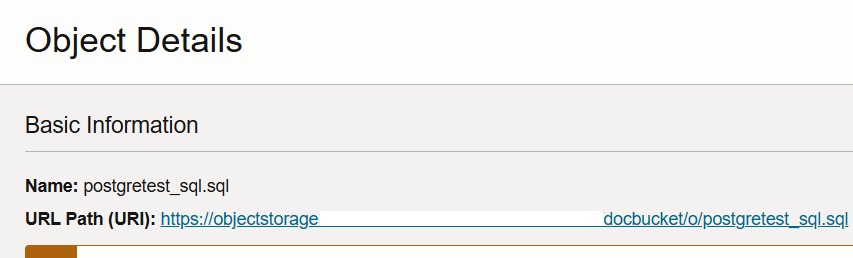 Object Details
Basic Information
Name: postgretest_sql.sql
URL Path (URI): https://objectstorage docbucket/o/postgretest_sql.sql